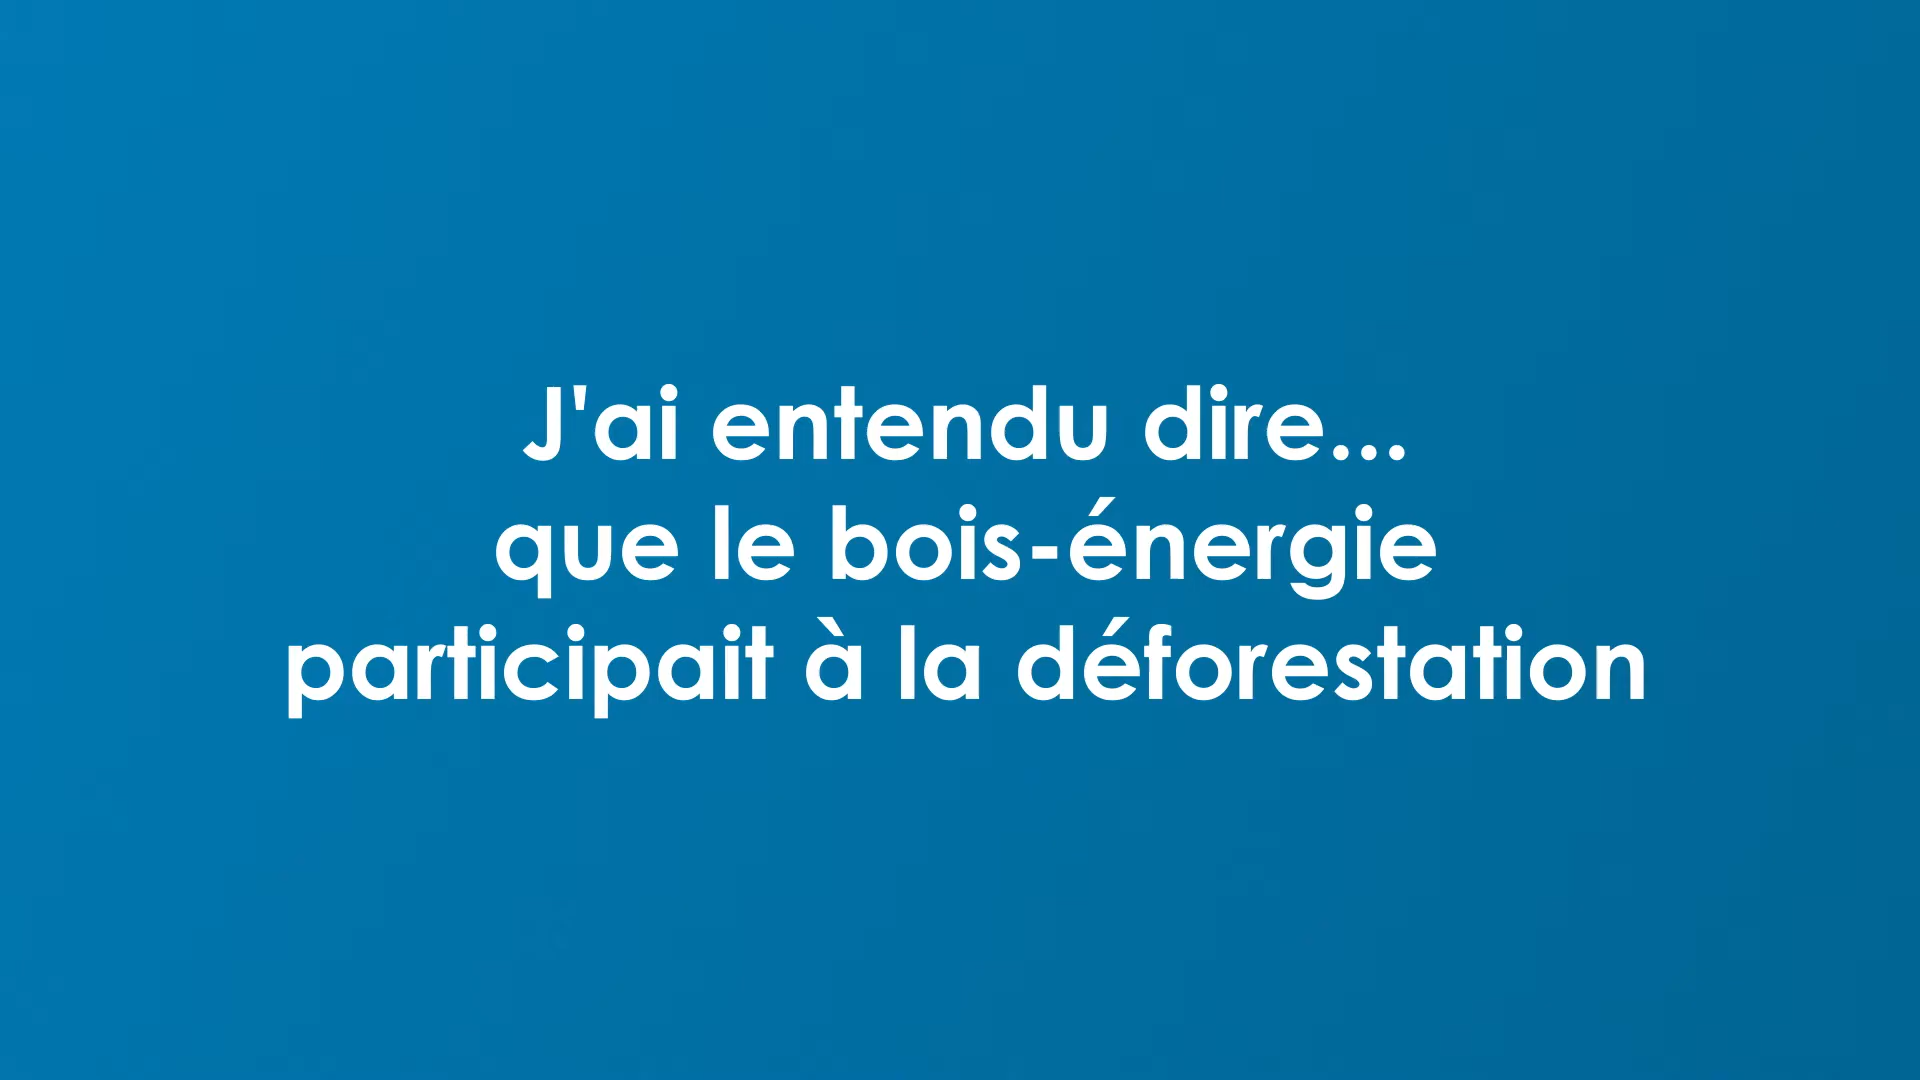 J'ai entendu dire...
que le bois-énergie
participait à la déforestation